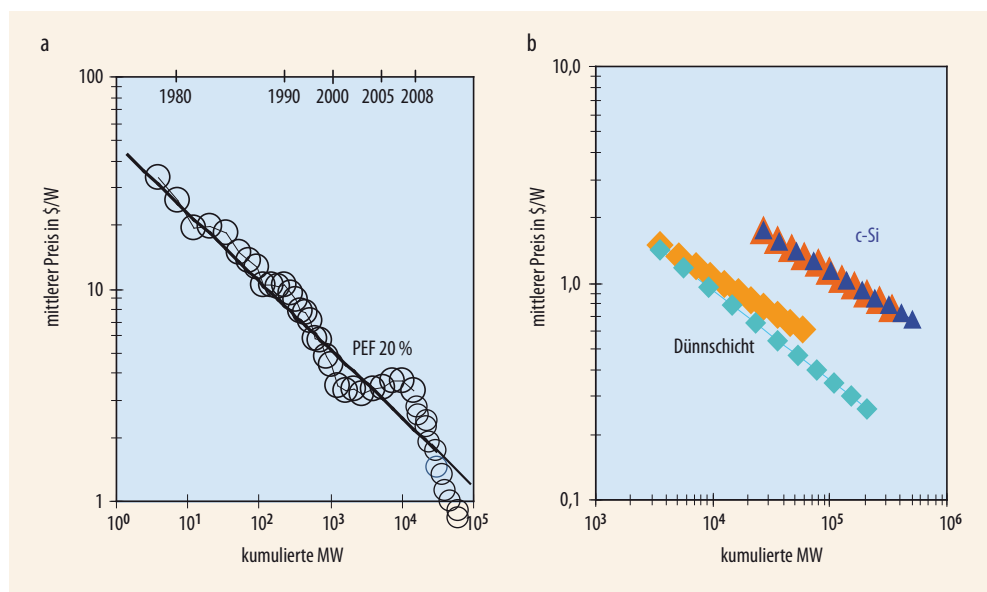 a
100
1980 1990 2000 2005 2008
mittlerer Preis in $/W
10
PEF 20 %
1
10⁰ 10¹ 10² 10³ 10⁴ 10⁵
kumulierte MW
b
10,0
mittlerer Preis in $/W
c-Si
1,0
Dünnschicht
0,1
10³ 10⁴ 10⁵ 10⁶
kumulierte MW